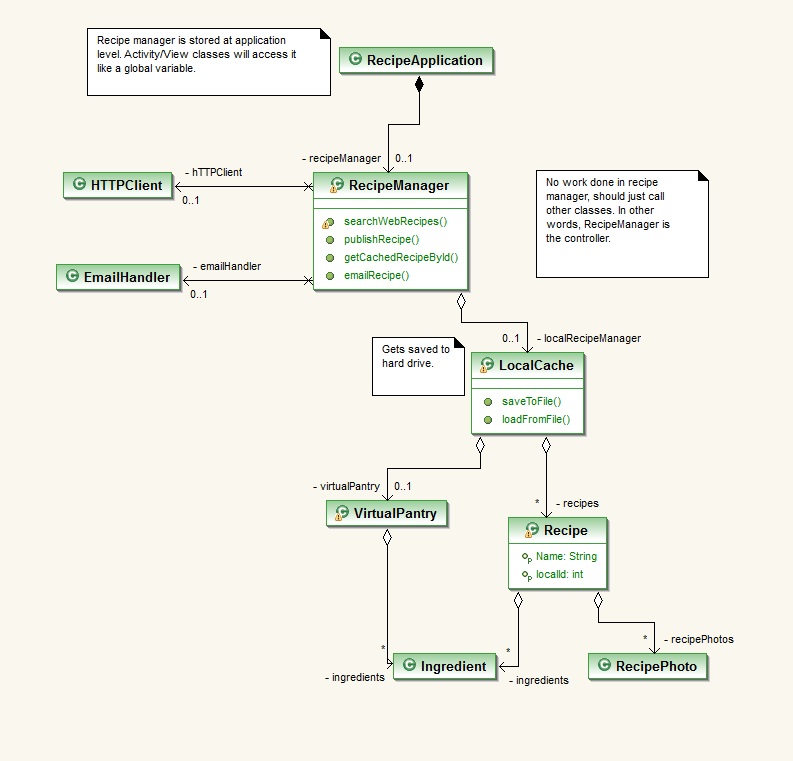 Recipe manager is stored at application
level. Activity/View classes will access it
like a global variable.
RecipeApplication
- recipeManager
0..1
HTTPClient
- hTTPClient
0..1
RecipeManager
searchWebRecipes()
publishRecipe()
getCachedRecipeById()
emailRecipe()
No work done in recipe
manager, should just call
other classes. In other
words, RecipeManager is
the controller.
EmailHandler
- emailHandler
0..1
0..1
- localRecipeManager
Gets saved to
hard drive.
LocalCache
saveToFile()
loadFromFile()
- virtualPantry
0..1
* - recipes
VirtualPantry
Recipe
Name: String
localId: int
*
- ingredients
Ingredient
*
- ingredients
* - recipePhotos
RecipePhoto